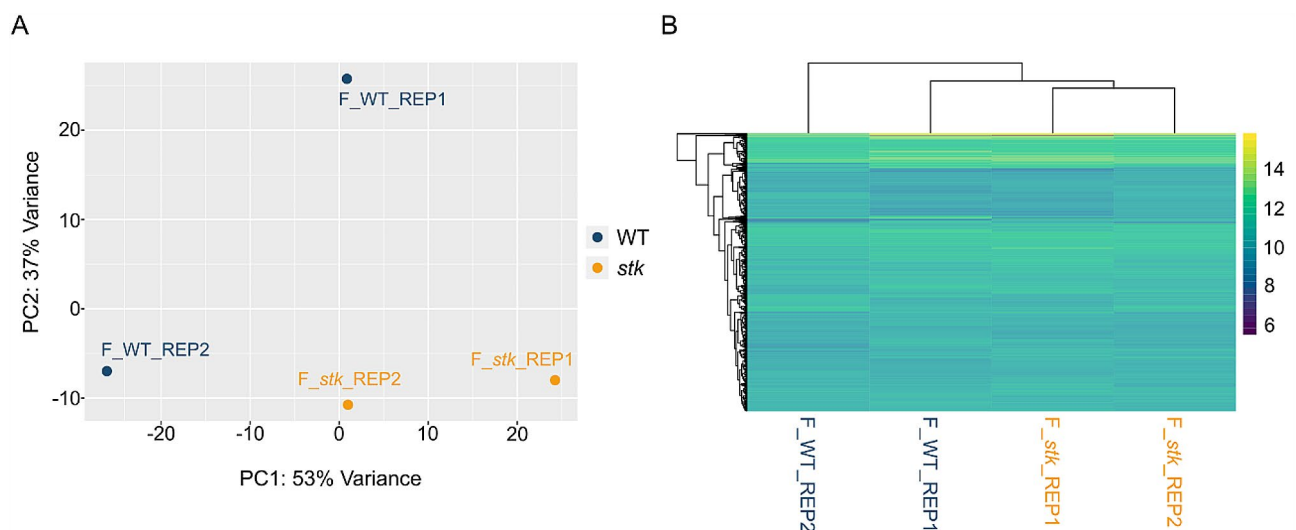 A
B
F_WT_REP1
F_WT_REP2
F_stk_REP2
F_stk_REP1
20
10
0
-10
-20
-10
0
10
20
PC2: 37% Variance
PC1: 53% Variance
WT
stk
14
12
10
8
6
F_WT_REP2
F_WT_REP1
F_stk_REP1
F_stk_REP2